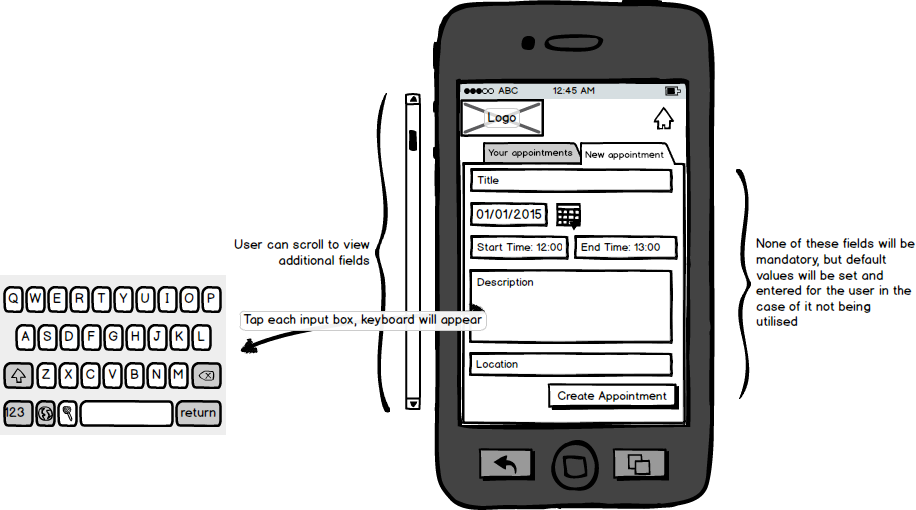 ABC 12:45 AM
Logo
Your appointments New appointment
Title
01/01/2015
Start Time: 12:00 End Time: 13:00
Description
Location
Create Appointment
User can scroll to view
additional fields
Tap each input box, keyboard will appear
None of these fields will be
mandatory, but default
values will be set and
entered for the user in the
case of it not being
utilised
Q W E R T Y U I O P
A S D F G H J K L
Z X C V B N M
123 return